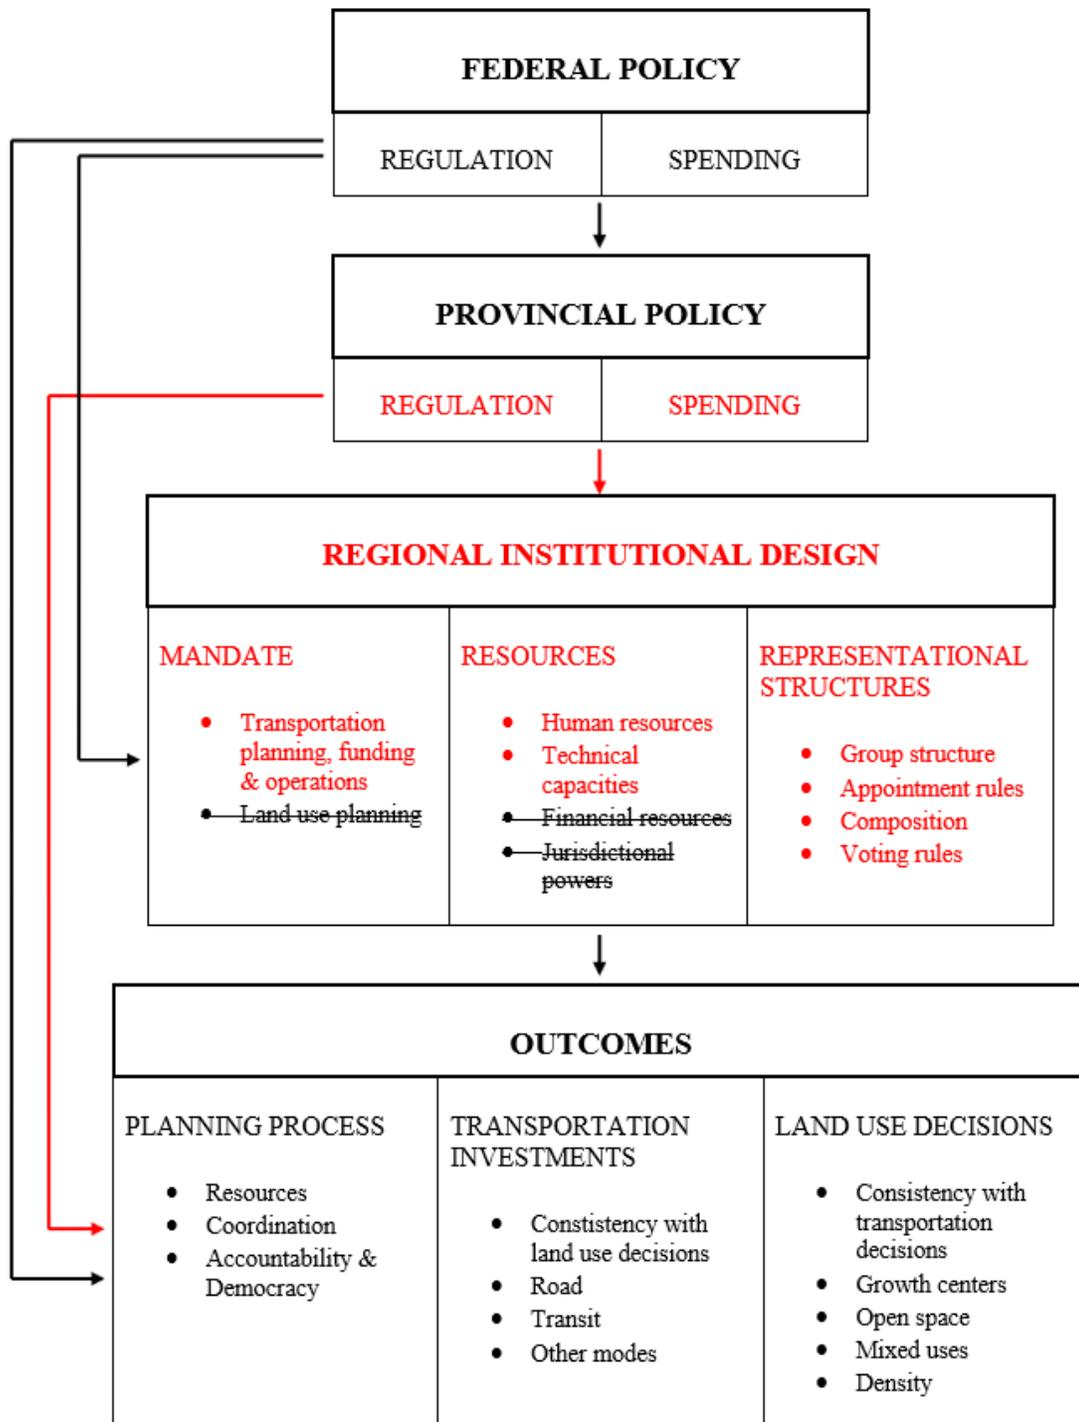 FEDERAL POLICY
REGULATION
SPENDING
PROVINCIAL POLICY
REGULATION
SPENDING
REGIONAL INSTITUTIONAL DESIGN
MANDATE
• Transportation
planning, funding
& operations
• Land use planning
RESOURCES
• Human resources
• Technical
capacities
• Financial resources
• Jurisdictional
powers
REPRESENTATIONAL
STRUCTURES
• Group structure
• Appointment rules
• Composition
• Voting rules
OUTCOMES
PLANNING PROCESS
• Resources
• Coordination
• Accountability &
Democracy
TRANSPORTATION
INVESTMENTS
• Constistency with
land use decisions
• Road
• Transit
• Other modes
LAND USE DECISIONS
• Consistency with
transportation
decisions
• Growth centers
• Open space
• Mixed uses
• Density